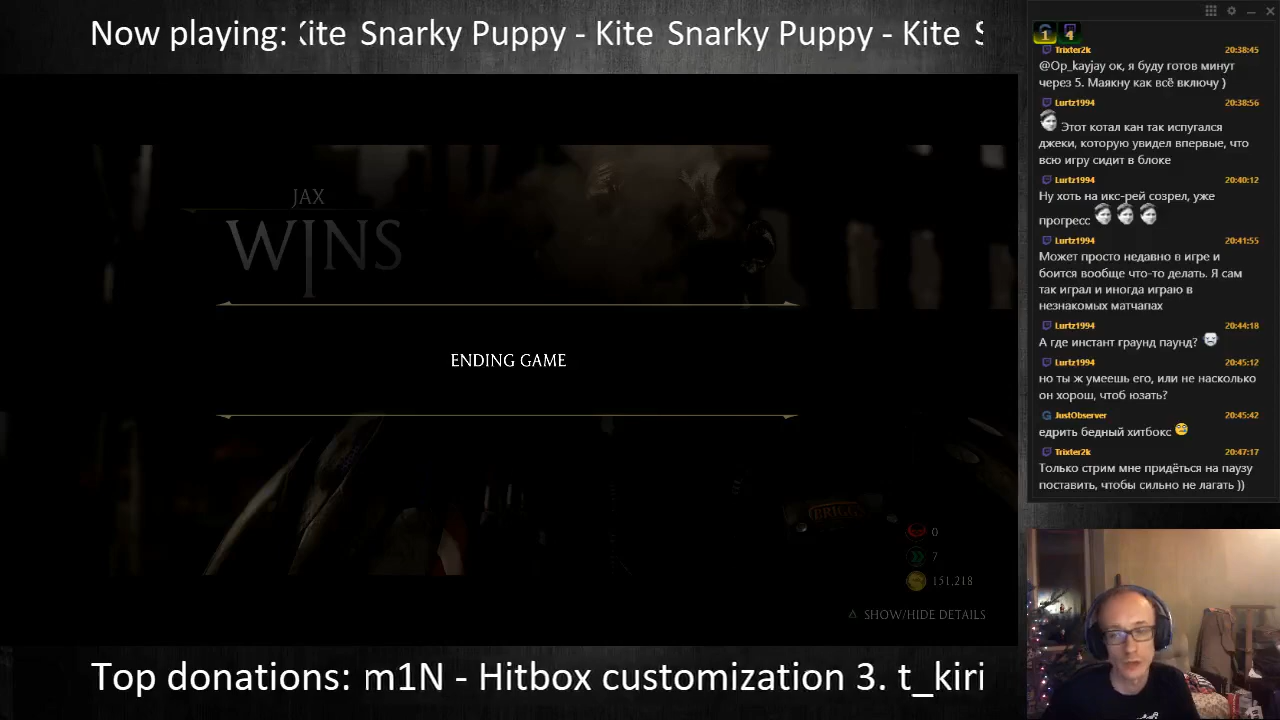 Now playing: Kite Snarky Puppy - Kite Snarky Puppy - Kite S
JAX
WINS
ENDING GAME
BRIGGS
0
7
151,218
SHOW/HIDE DETAILS
Top donations: m1N - Hitbox customization 3. t_kiri
1 4
Trixter2k 20:38:45
@Op_kayjay ок, я буду готов минут
через 5. Маякну как всё включу )
Lurtz1994 20:38:56
Этот котал кан так испугался
джеки, которую увидел впервые, что
всю игру сидит в блоке
Lurtz1994 20:40:12
Ну хоть на икс-рей созрел, уже
прогресс
Lurtz1994 20:41:55
Может просто недавно в игре и
боится вообще что-то делать. Я сам
так играл и иногда играю в
незнакомых матчапах
Lurtz1994 20:44:18
А где инстант граунд паунд?
Lurtz1994 20:45:12
но ты ж умеешь его, или не насколько
он хорош, чтоб юзать?
JustObserver 20:45:42
едрить бедный хитбокс
Trixter2k 20:47:17
Только стрим мне придёться на паузу
поставить, чтобы сильно не лагать ))